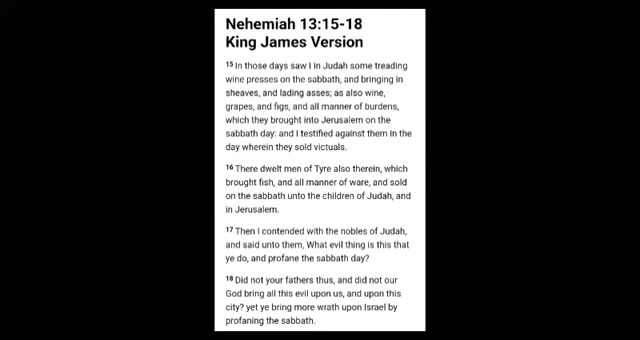 Nehemiah 13:15-18
King James Version
15 In those days saw I in Judah some treading
wine presses on the sabbath, and bringing in
sheaves, and lading asses; as also wine,
grapes, and figs, and all manner of burdens,
which they brought into Jerusalem on the
sabbath day: and I testified against them in the
day wherein they sold victuals.
16 There dwelt men of Tyre also therein, which
brought fish, and all manner of ware, and sold
on the sabbath unto the children of Judah, and
in Jerusalem.
17 Then I contended with the nobles of Judah,
and said unto them, What evil thing is this that
ye do, and profane the sabbath day?
18 Did not your fathers thus, and did not our
God bring all this evil upon us, and upon this
city? yet ye bring more wrath upon Israel by
profaning the sabbath.